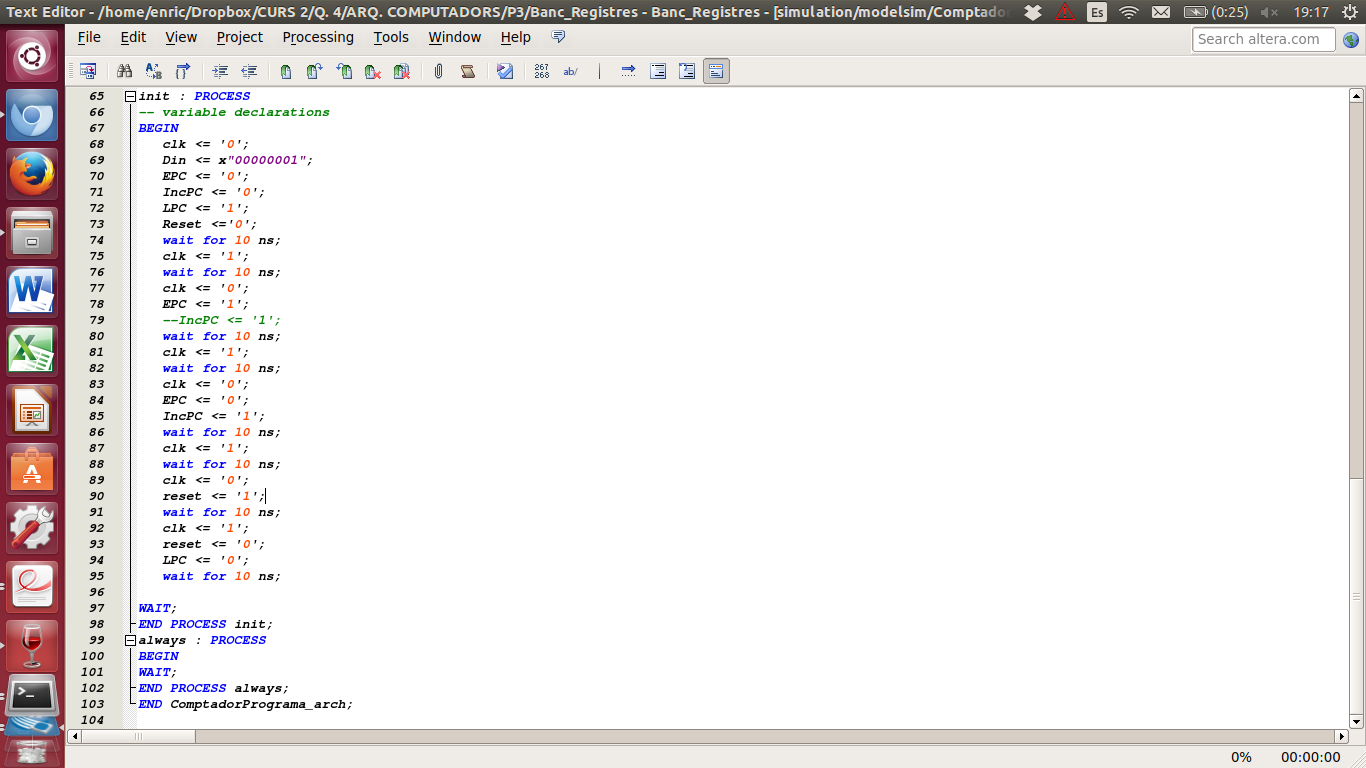 Text Editor - /home/enric/Dropbox/CURS 2/Q. 4/ARQ. COMPUTADORS/P3/Banc_Registres - Banc_Registres - [simulation/modelsim/Comptado
Es (0:25) 19:17
File Edit View Project Processing Tools Window Help
Search altera.com
267
268 ab/
65 init : PROCESS
66 -- variable declarations
67 BEGIN
68 clk <= '0';
69 Din <= x"00000001";
70 EPC <= '0';
71 IncPC <= '0';
72 LPC <= '1';
73 Reset <='0';
74 wait for 10 ns;
75 clk <= '1';
76 wait for 10 ns;
77 clk <= '0';
78 EPC <= '1';
79 --IncPC <= '1';
80 wait for 10 ns;
81 clk <= '1';
82 wait for 10 ns;
83 clk <= '0';
84 EPC <= '0';
85 IncPC <= '1';
86 wait for 10 ns;
87 clk <= '1';
88 wait for 10 ns;
89 clk <= '0';
90 reset <= '1';
91 wait for 10 ns;
92 clk <= '1';
93 reset <= '0';
94 LPC <= '0';
95 wait for 10 ns;
96
97 WAIT;
98 END PROCESS init;
99 always : PROCESS
100 BEGIN
101 WAIT;
102 END PROCESS always;
103 END ComptadorPrograma_arch;
104
0% 00:00:00